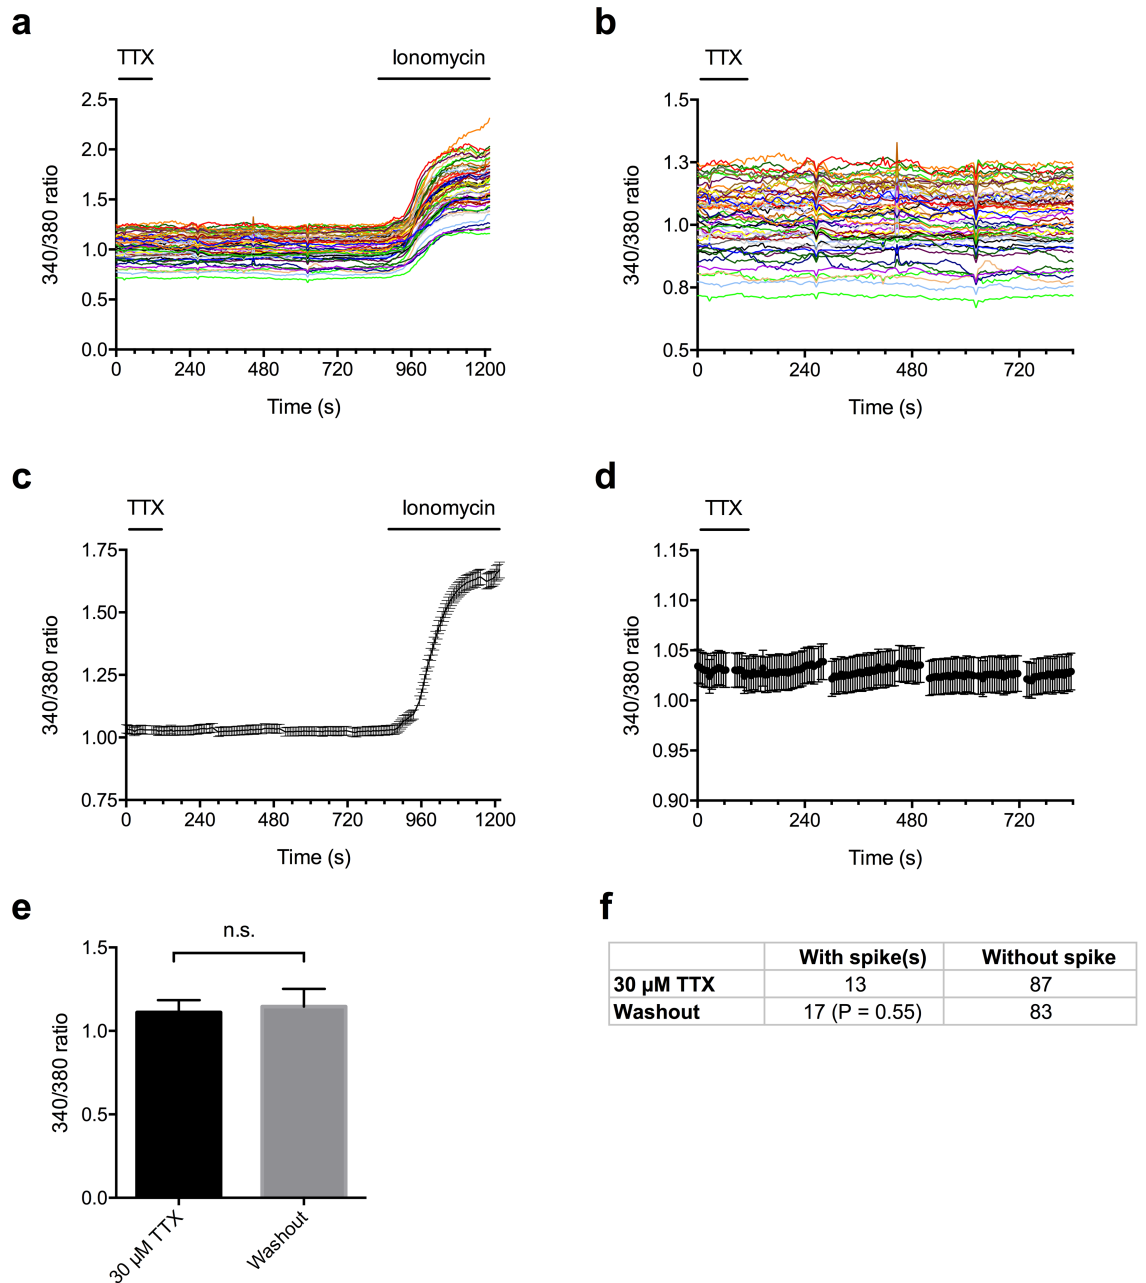 a
TTX
Ionomycin
2.5
2.0
1.5
1.0
0.5
0.0
340/380 ratio
0 240 480 720 960 1200
Time (s)
b
TTX
1.5
1.3
1.0
0.8
0.5
340/380 ratio
0 240 480 720
Time (s)
c
TTX
Ionomycin
1.75
1.50
1.25
1.00
0.75
340/380 ratio
0 240 480 720 960 1200
Time (s)
d
TTX
1.15
1.10
1.05
1.00
0.95
0.90
340/380 ratio
0 240 480 720
Time (s)
e
n.s.
1.5
1.0
0.5
0.0
340/380 ratio
30 µM TTX
Washout
f
With spike(s) Without spike
30 µM TTX 13 87
Washout 17 (P = 0.55) 83